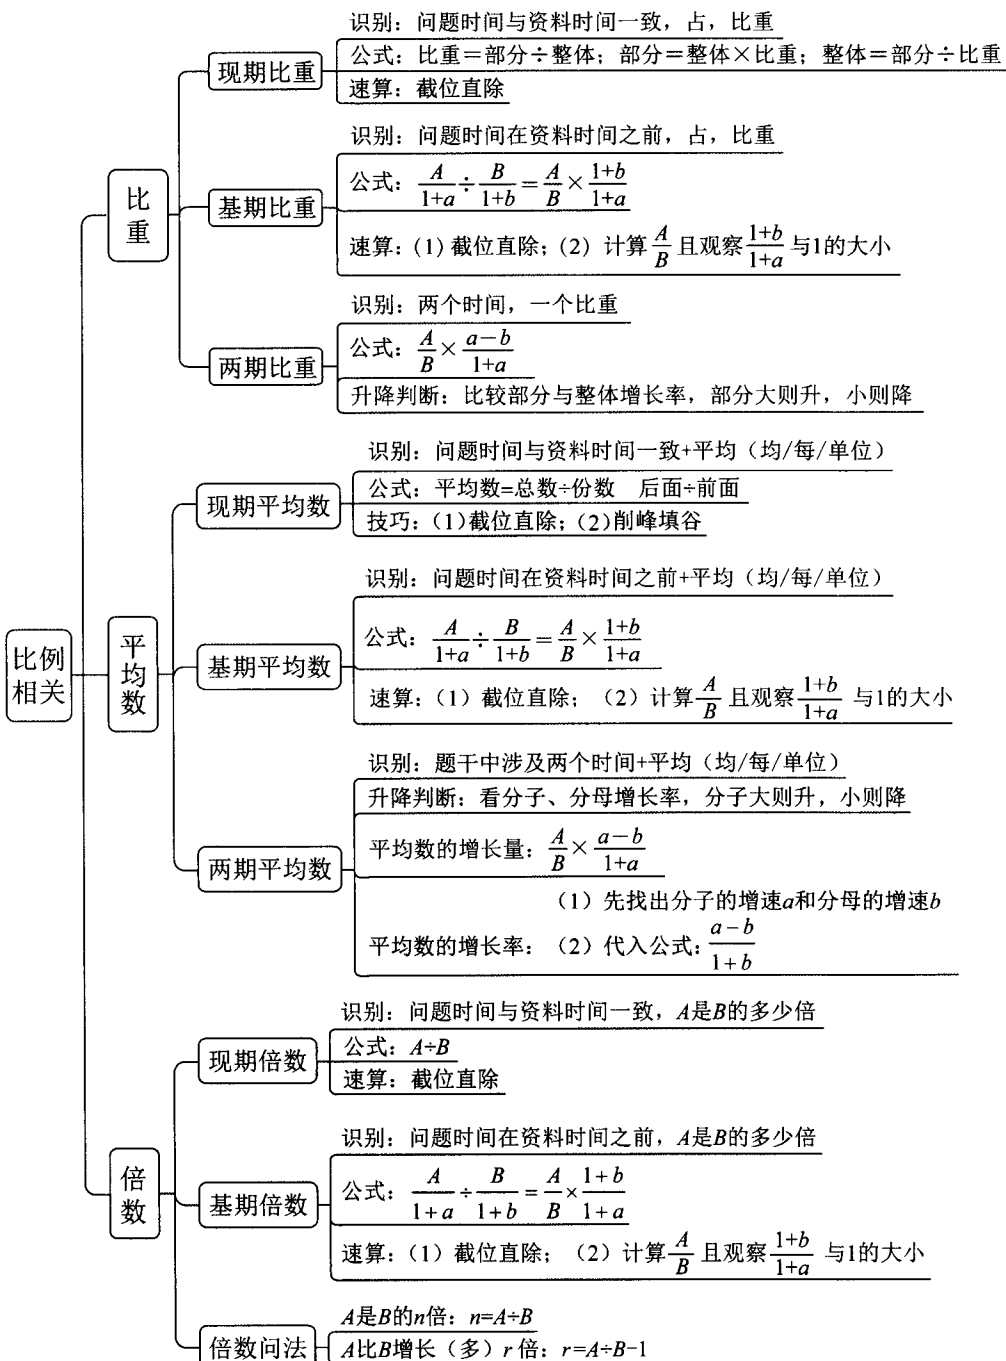 比例相关
比重
现期比重
识别：问题时间与资料时间一致，占，比重
公式：比重＝部分÷整体；部分＝整体×比重；整体＝部分÷比重
速算：截位直除
基期比重
识别：问题时间在资料时间之前，占，比重
公式：A/(1+a)÷B/(1+b)=A/B×(1+b)/(1+a)
速算：(1) 截位直除；(2) 计算A/B且观察(1+b)/(1+a)与1的大小
两期比重
识别：两个时间，一个比重
公式：A/B×(a−b)/(1+a)
升降判断：比较部分与整体增长率，部分大则升，小则降
平均数
现期平均数
识别：问题时间与资料时间一致+平均（均/每/单位）
公式：平均数=总数÷份数　后面÷前面
技巧：(1)截位直除；(2)削峰填谷
基期平均数
识别：问题时间在资料时间之前+平均（均/每/单位）
公式：A/(1+a)÷B/(1+b)=A/B×(1+b)/(1+a)
速算：（1）截位直除；（2）计算A/B且观察(1+b)/(1+a)与1的大小
两期平均数
识别：题干中涉及两个时间+平均（均/每/单位）
升降判断：看分子、分母增长率，分子大则升，小则降
平均数的增长量：A/B×(a−b)/(1+a)
平均数的增长率：（1）先找出分子的增速a和分母的增速b
（2）代入公式：(a−b)/(1+b)
倍数
现期倍数
识别：问题时间与资料时间一致，A是B的多少倍
公式：A÷B
速算：截位直除
基期倍数
识别：问题时间在资料时间之前，A是B的多少倍
公式：A/(1+a)÷B/(1+b)=A/B×(1+b)/(1+a)
速算：（1）截位直除；（2）计算A/B且观察(1+b)/(1+a)与1的大小
倍数问法
A是B的n倍：n=A÷B
A比B增长（多）r 倍：r=A÷B−1